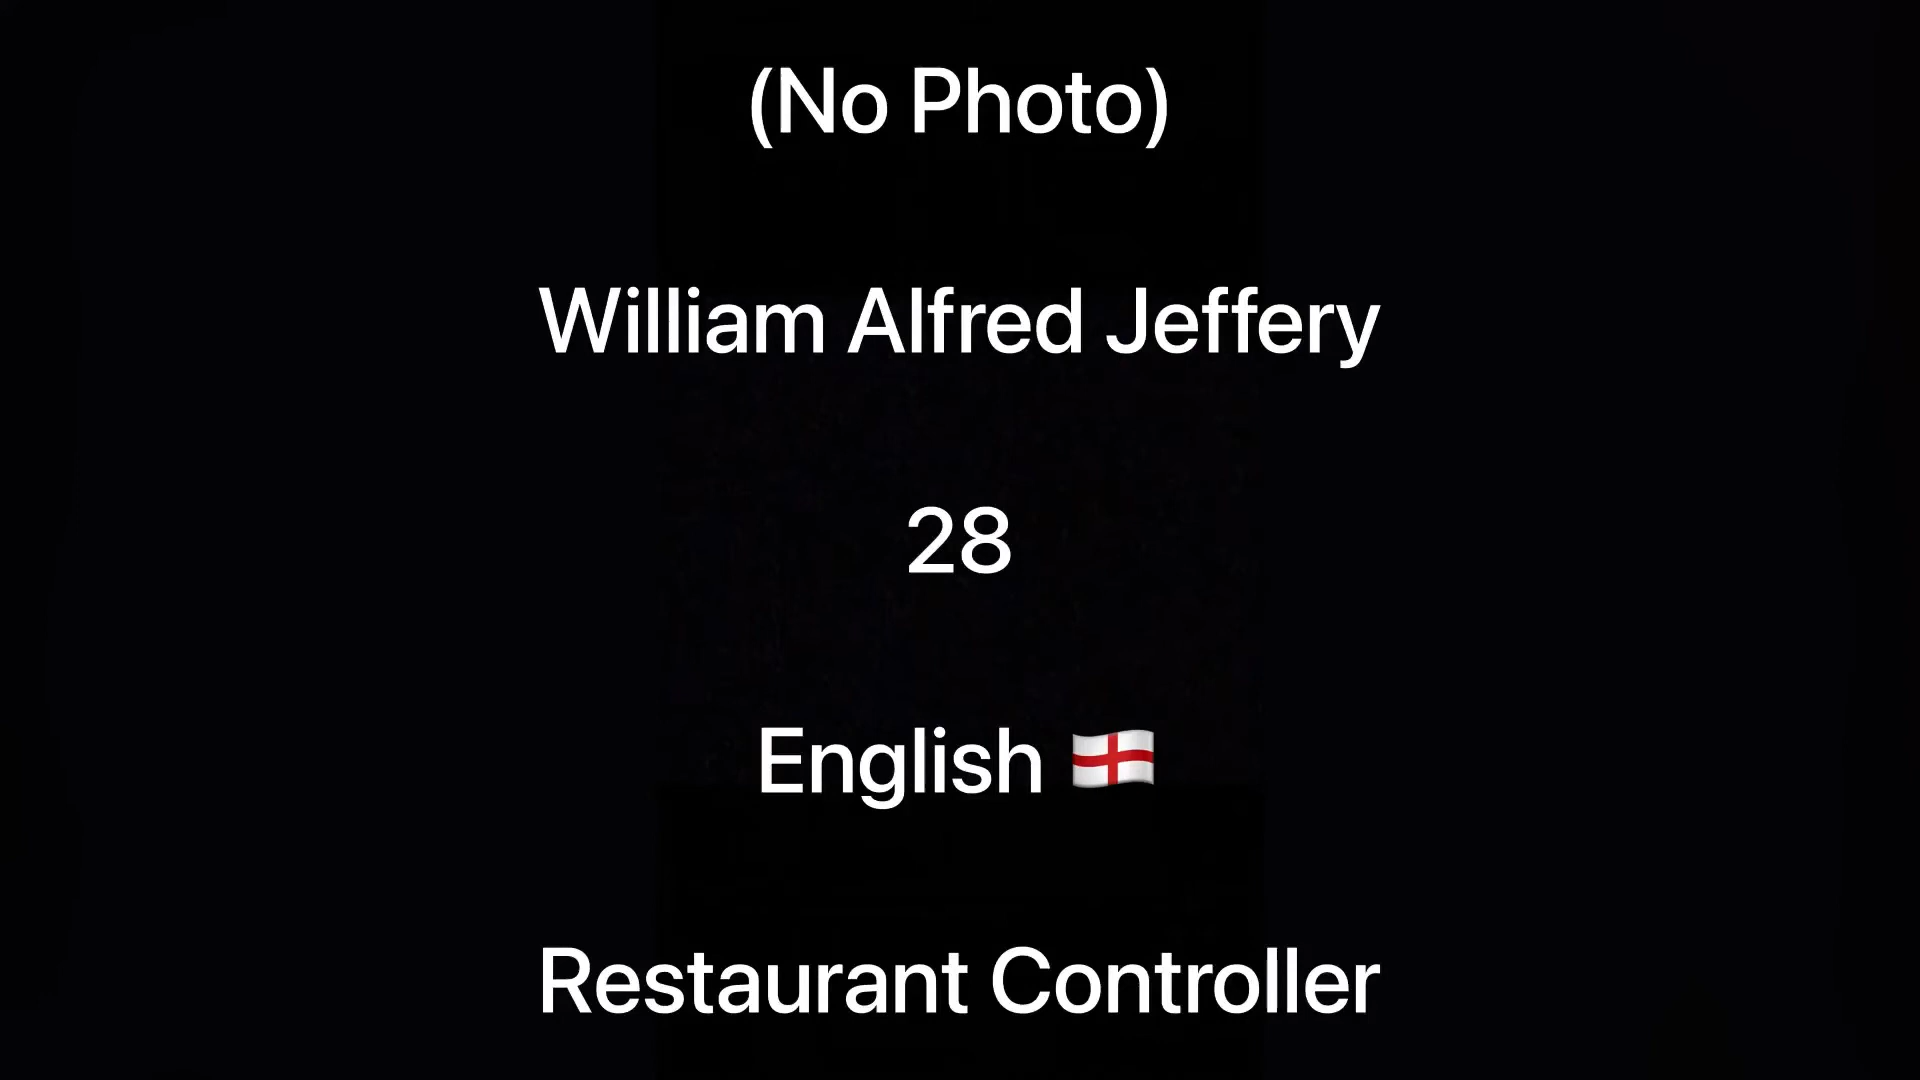 (No Photo)
William Alfred Jeffery
28
English 🏴󠁧󠁢󠁥󠁮󠁧󠁿
Restaurant Controller